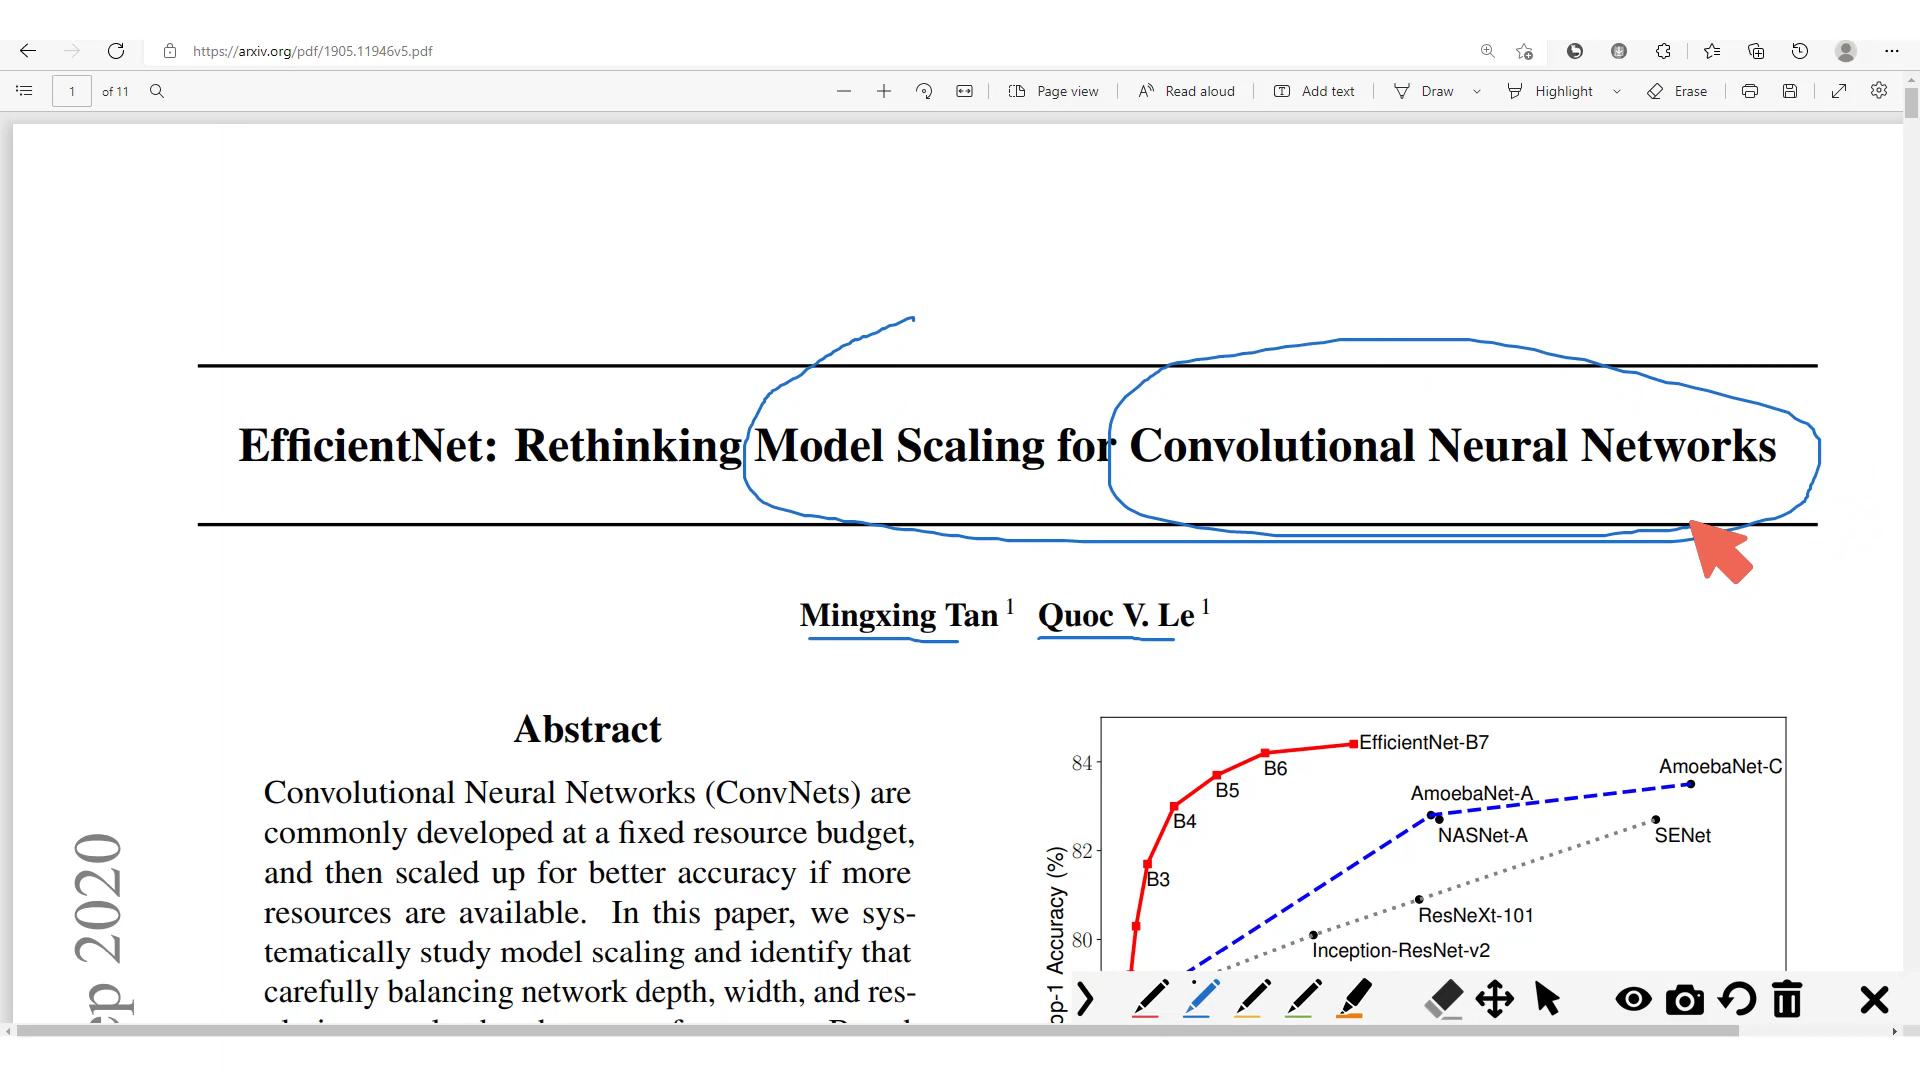 https://arxiv.org/pdf/1905.11946v5.pdf
1 of 11 Page view Read aloud Add text Draw Highlight Erase
EfficientNet: Rethinking Model Scaling for Convolutional Neural Networks
Mingxing Tan 1 Quoc V. Le 1
Abstract
Convolutional Neural Networks (ConvNets) are
commonly developed at a fixed resource budget,
and then scaled up for better accuracy if more
resources are available. In this paper, we sys-
tematically study model scaling and identify that
carefully balancing network depth, width, and res-
84
82
80
Accuracy (%)
EfficientNet-B7
B6
B5
B4
B3
AmoebaNet-C
AmoebaNet-A
NASNet-A
SENet
ResNeXt-101
Inception-ResNet-v2
2020